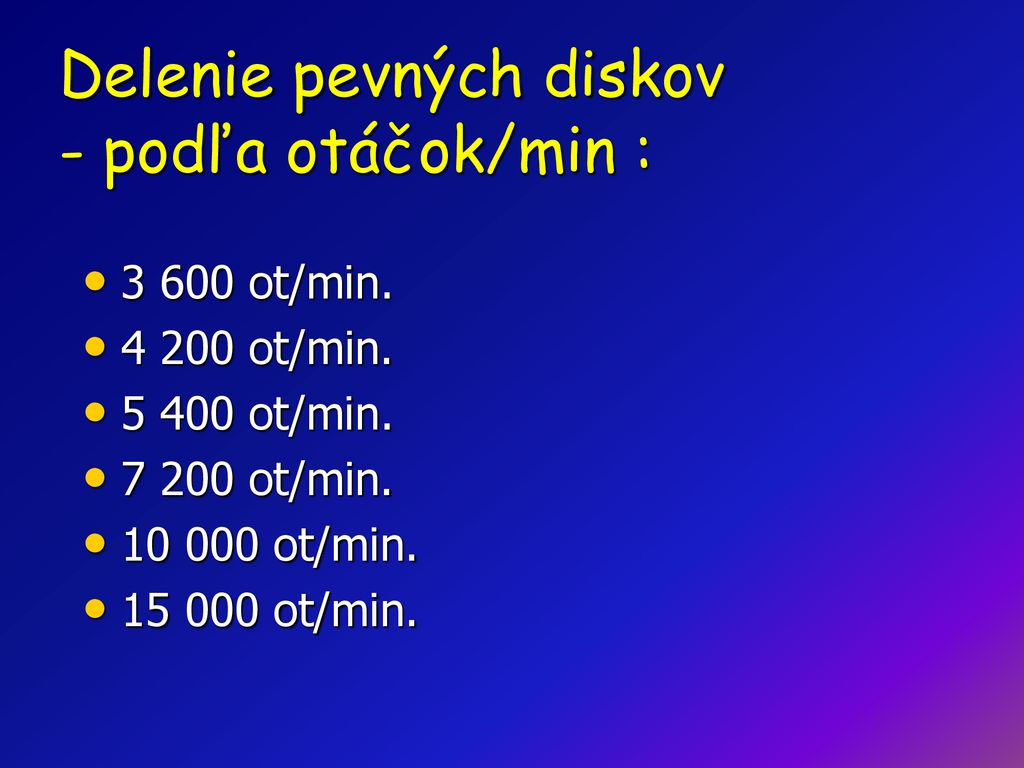 Delenie pevných diskov
- podľa otáčok/min :
• 3 600 ot/min.
• 4 200 ot/min.
• 5 400 ot/min.
• 7 200 ot/min.
• 10 000 ot/min.
• 15 000 ot/min.